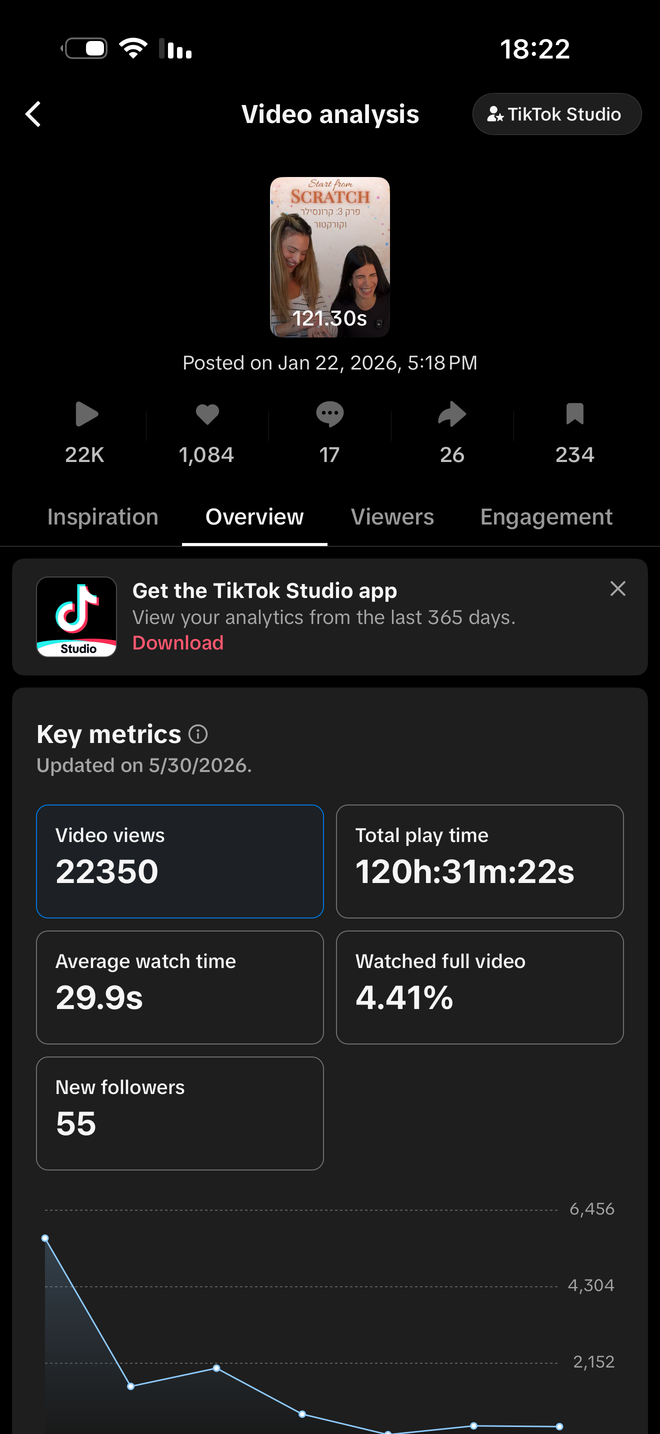 18:22
Video analysis
TikTok Studio
Start from
SCRATCH
פרק 3: קרונסילר
וקורקטור
121.30s
Posted on Jan 22, 2026, 5:18 PM
22K
1,084
17
26
234
Inspiration
Overview
Viewers
Engagement
Get the TikTok Studio app
View your analytics from the last 365 days.
Download
Studio
Key metrics
Updated on 5/30/2026.
Video views
22350
Total play time
120h:31m:22s
Average watch time
29.9s
Watched full video
4.41%
New followers
55
6,456
4,304
2,152